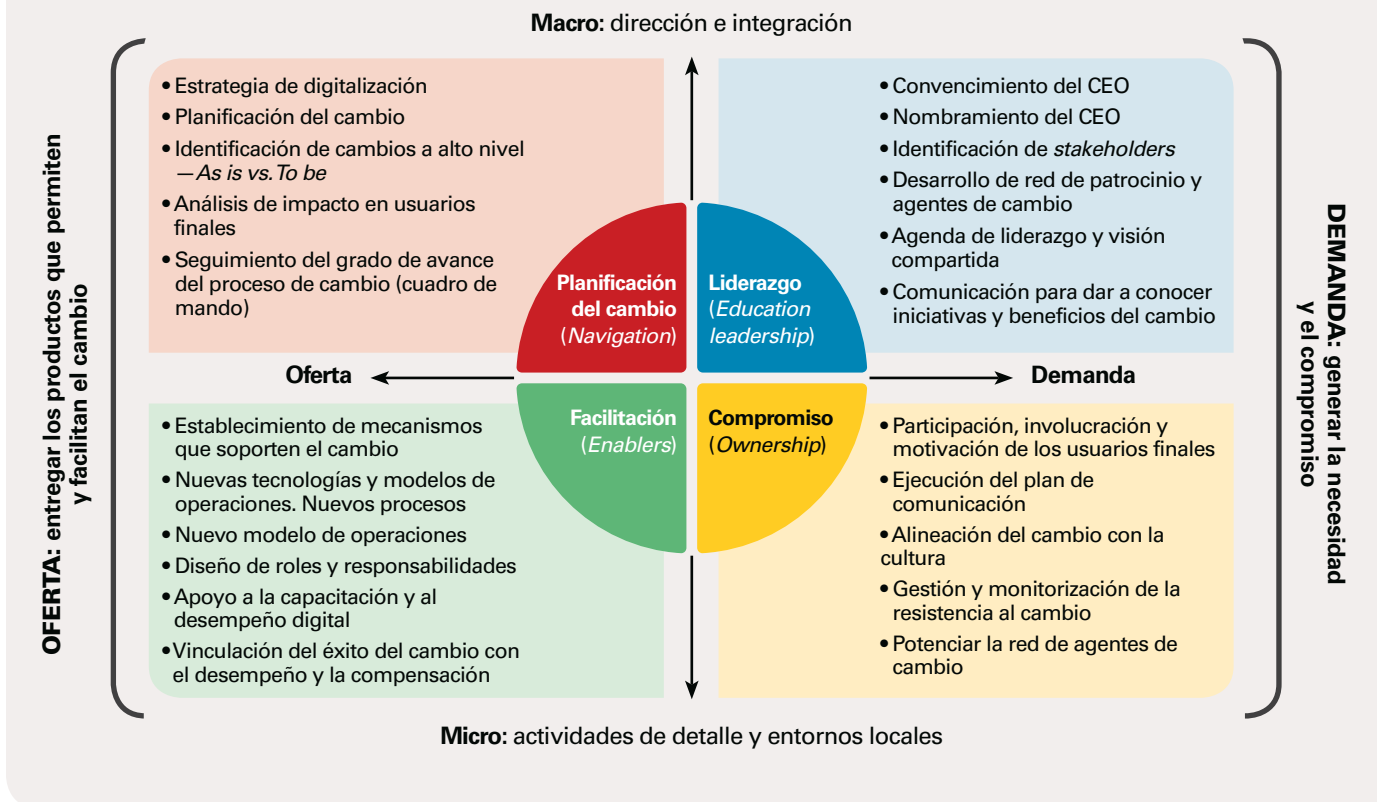 Macro: dirección e integración
OFERTA: entregar los productos que permiten
y facilitan el cambio
• Estrategia de digitalización
• Planificación del cambio
• Identificación de cambios a alto nivel
—As is vs. To be
• Análisis de impacto en usuarios
finales
• Seguimiento del grado de avance
del proceso de cambio (cuadro de
mando)
• Convencimiento del CEO
• Nombramiento del CEO
• Identificación de stakeholders
• Desarrollo de red de patrocinio y
agentes de cambio
• Agenda de liderazgo y visión
compartida
• Comunicación para dar a conocer
iniciativas y beneficios del cambio
Planificación
del cambio
(Navigation)
Liderazgo
(Education
leadership)
Oferta
Demanda
Facilitación
(Enablers)
Compromiso
(Ownership)
• Establecimiento de mecanismos
que soporten el cambio
• Nuevas tecnologías y modelos de
operaciones. Nuevos procesos
• Nuevo modelo de operaciones
• Diseño de roles y responsabilidades
• Apoyo a la capacitación y al
desempeño digital
• Vinculación del éxito del cambio con
el desempeño y la compensación
• Participación, involucración y
motivación de los usuarios finales
• Ejecución del plan de
comunicación
• Alineación del cambio con la
cultura
• Gestión y monitorización de la
resistencia al cambio
• Potenciar la red de agentes de
cambio
DEMANDA: generar la necesidad
y el compromiso
Micro: actividades de detalle y entornos locales